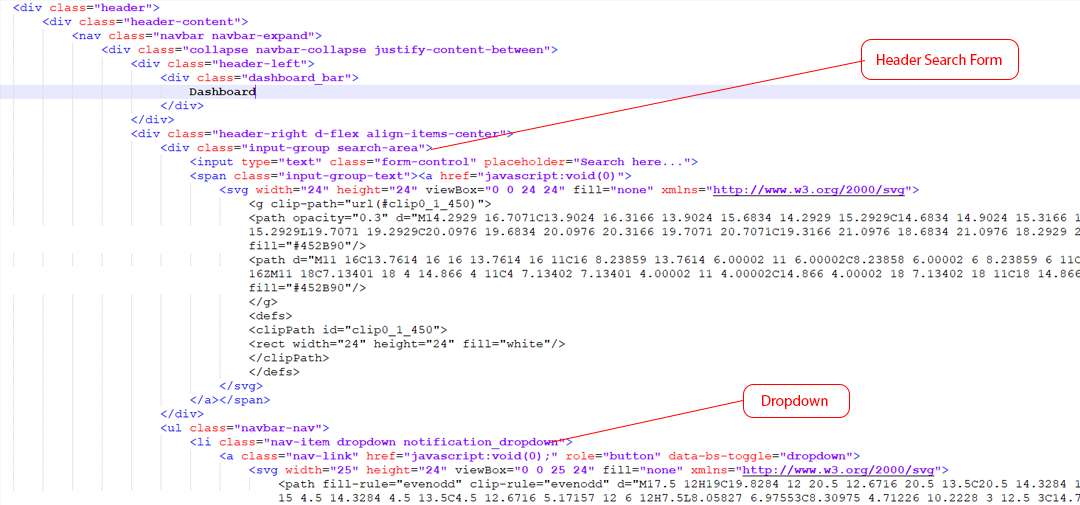 <div class="header">
<div class="header-content">
<nav class="navbar navbar-expand">
<div class="collapse navbar-collapse justify-content-between">
<div class="header-left">
<div class="dashboard_bar">
Dashboard
</div>
</div>
<div class="header-right d-flex align-items-center">
<div class="input-group search-area">
<input type="text" class="form-control" placeholder="Search here...">
<span class="input-group-text"><a href="javascript:void(0)">
<svg width="24" height="24" viewBox="0 0 24 24" fill="none" xmlns="http://www.w3.org/2000/svg">
<g clip-path="url(#clip0_1_450)">
<path opacity="0.3" d="M14.2929 16.7071C13.9024 16.3166 13.9024 15.6834 14.2929 15.2929C14.6834 14.9024 15.3166 1
15.2929L19.7071 19.2929C20.0976 19.6834 20.0976 20.3166 19.7071 20.7071C19.3166 21.0976 18.6834 21.0976 18.2929 2
fill="#452B90"/>
<path d="M11 16C13.7614 16 16 13.7614 16 11C16 8.23859 13.7614 6.00002 11 6.00002C8.23858 6.00002 6 8.23859 6 11C
16ZM11 18C7.13401 18 4 14.866 4 11C4 7.13402 7.13401 4.00002 11 4.00002C14.866 4.00002 18 7.13402 18 11C18 14.866
fill="#452B90"/>
</g>
<defs>
<clipPath id="clip0_1_450">
<rect width="24" height="24" fill="white"/>
</clipPath>
</defs>
</svg>
</a></span>
</div>
<ul class="navbar-nav">
<li class="nav-item dropdown notification_dropdown">
<a class="nav-link" href="javascript:void(0);" role="button" data-bs-toggle="dropdown">
<svg width="25" height="24" viewBox="0 0 25 24" fill="none" xmlns="http://www.w3.org/2000/svg">
<path fill-rule="evenodd" clip-rule="evenodd" d="M17.5 12H19C19.8284 12 20.5 12.6716 20.5 13.5C20.5 14.3284 1
15 4.5 14.3284 4.5 13.5C4.5 12.6716 5.17157 12 6 12H7.5L8.05827 6.97553C8.30975 4.71226 10.2228 3 12.5 3C14.7
Header Search Form
Dropdown